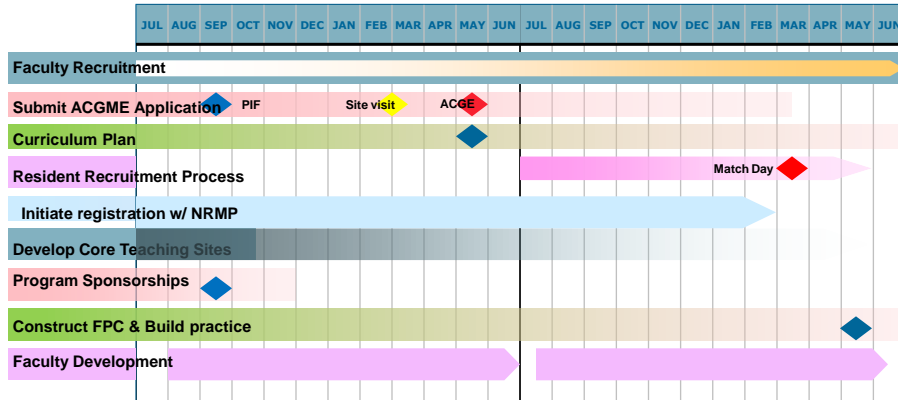 JUL AUG SEP OCT NOV DEC JAN FEB MAR APR MAY JUN JUL AUG SEP OCT NOV DEC JAN FEB MAR APR MAY JUN
Faculty Recruitment
Submit ACGME Application PIF Site visit ACGE
Curriculum Plan
Resident Recruitment Process Match Day
Initiate registration w/ NRMP
Develop Core Teaching Sites
Program Sponsorships
Construct FPC & Build practice
Faculty Development